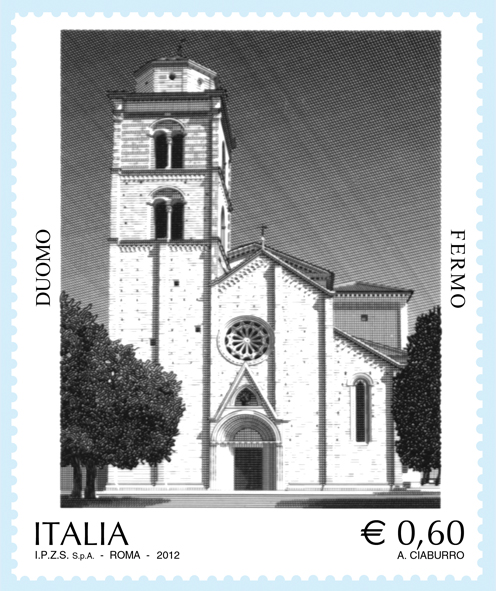 DUOMO
FERMO
ITALIA
€ 0,60
I.P.Z.S. S.p.A. - ROMA - 2012
A. CIABURRO